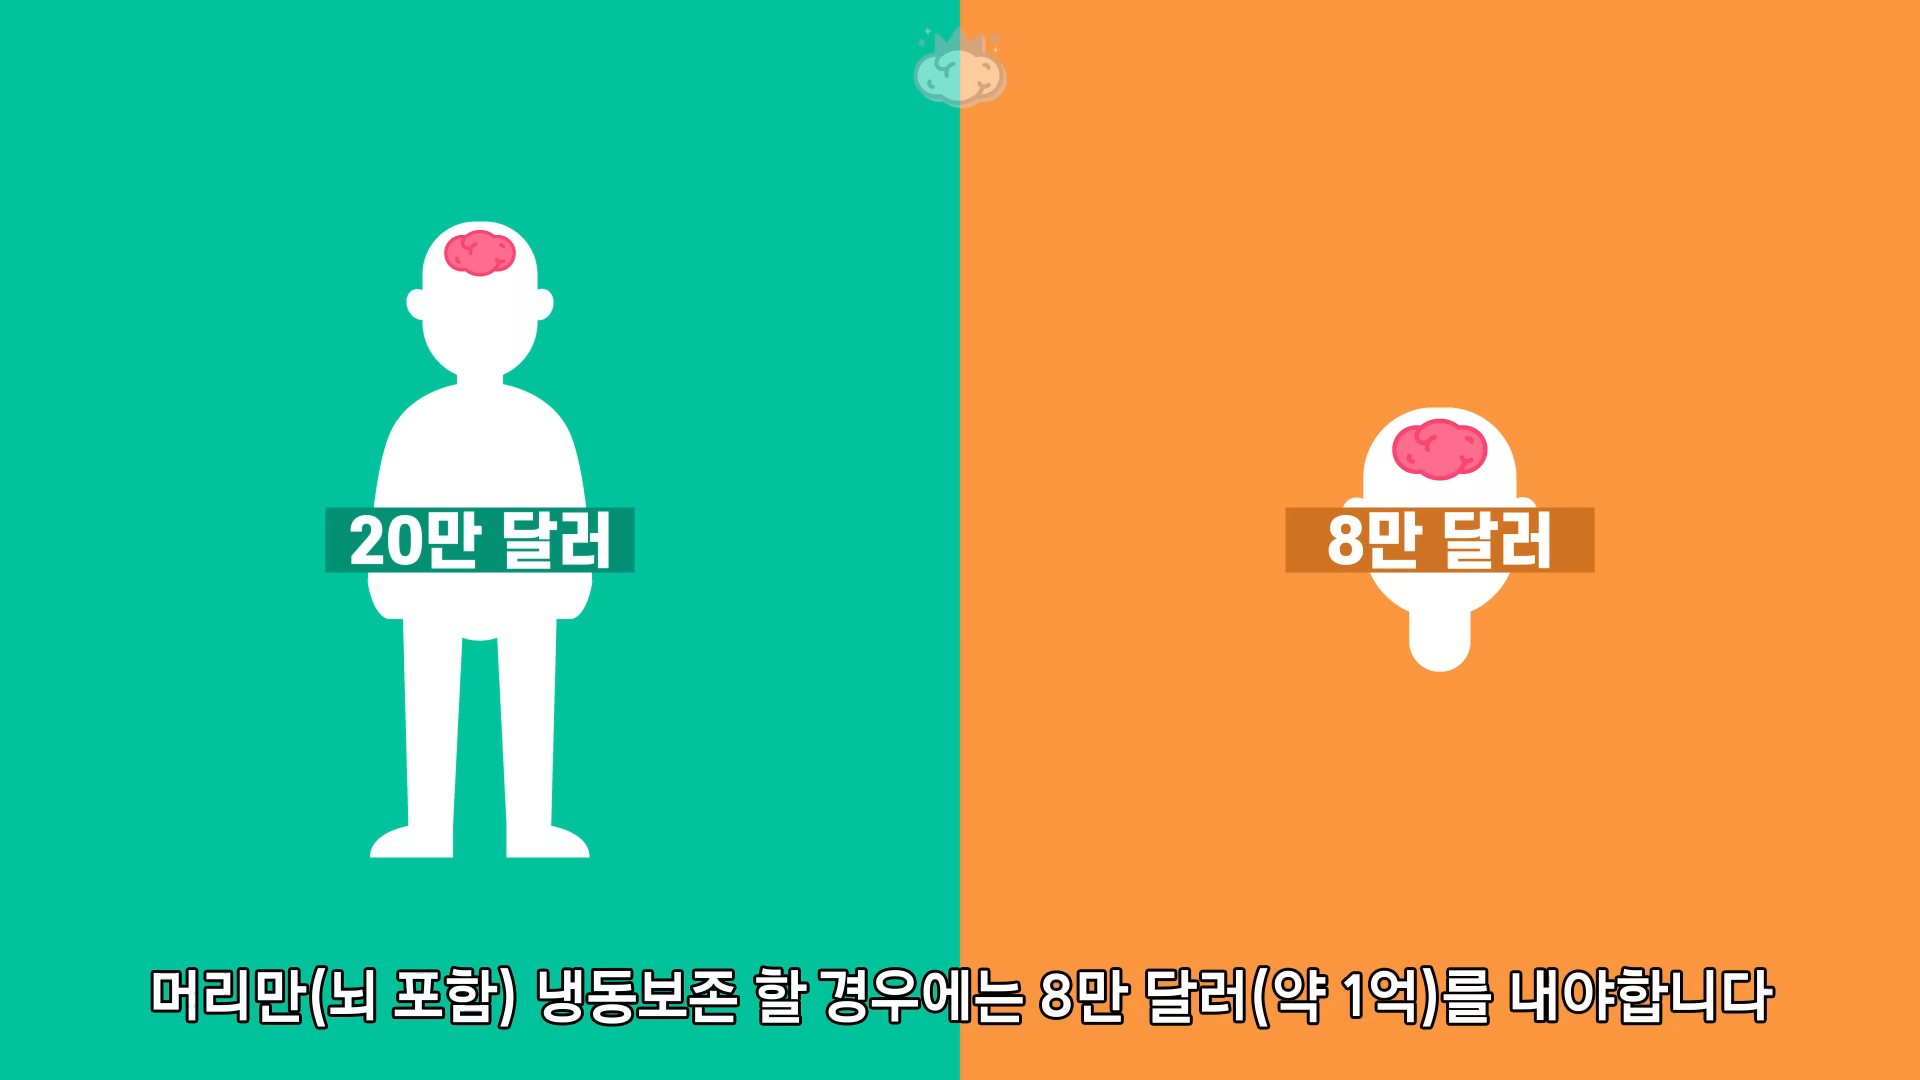 20만 달러
8만 달러
머리만(뇌 포함) 냉동보존 할 경우에는 8만 달러(약 1억)를 내야합니다